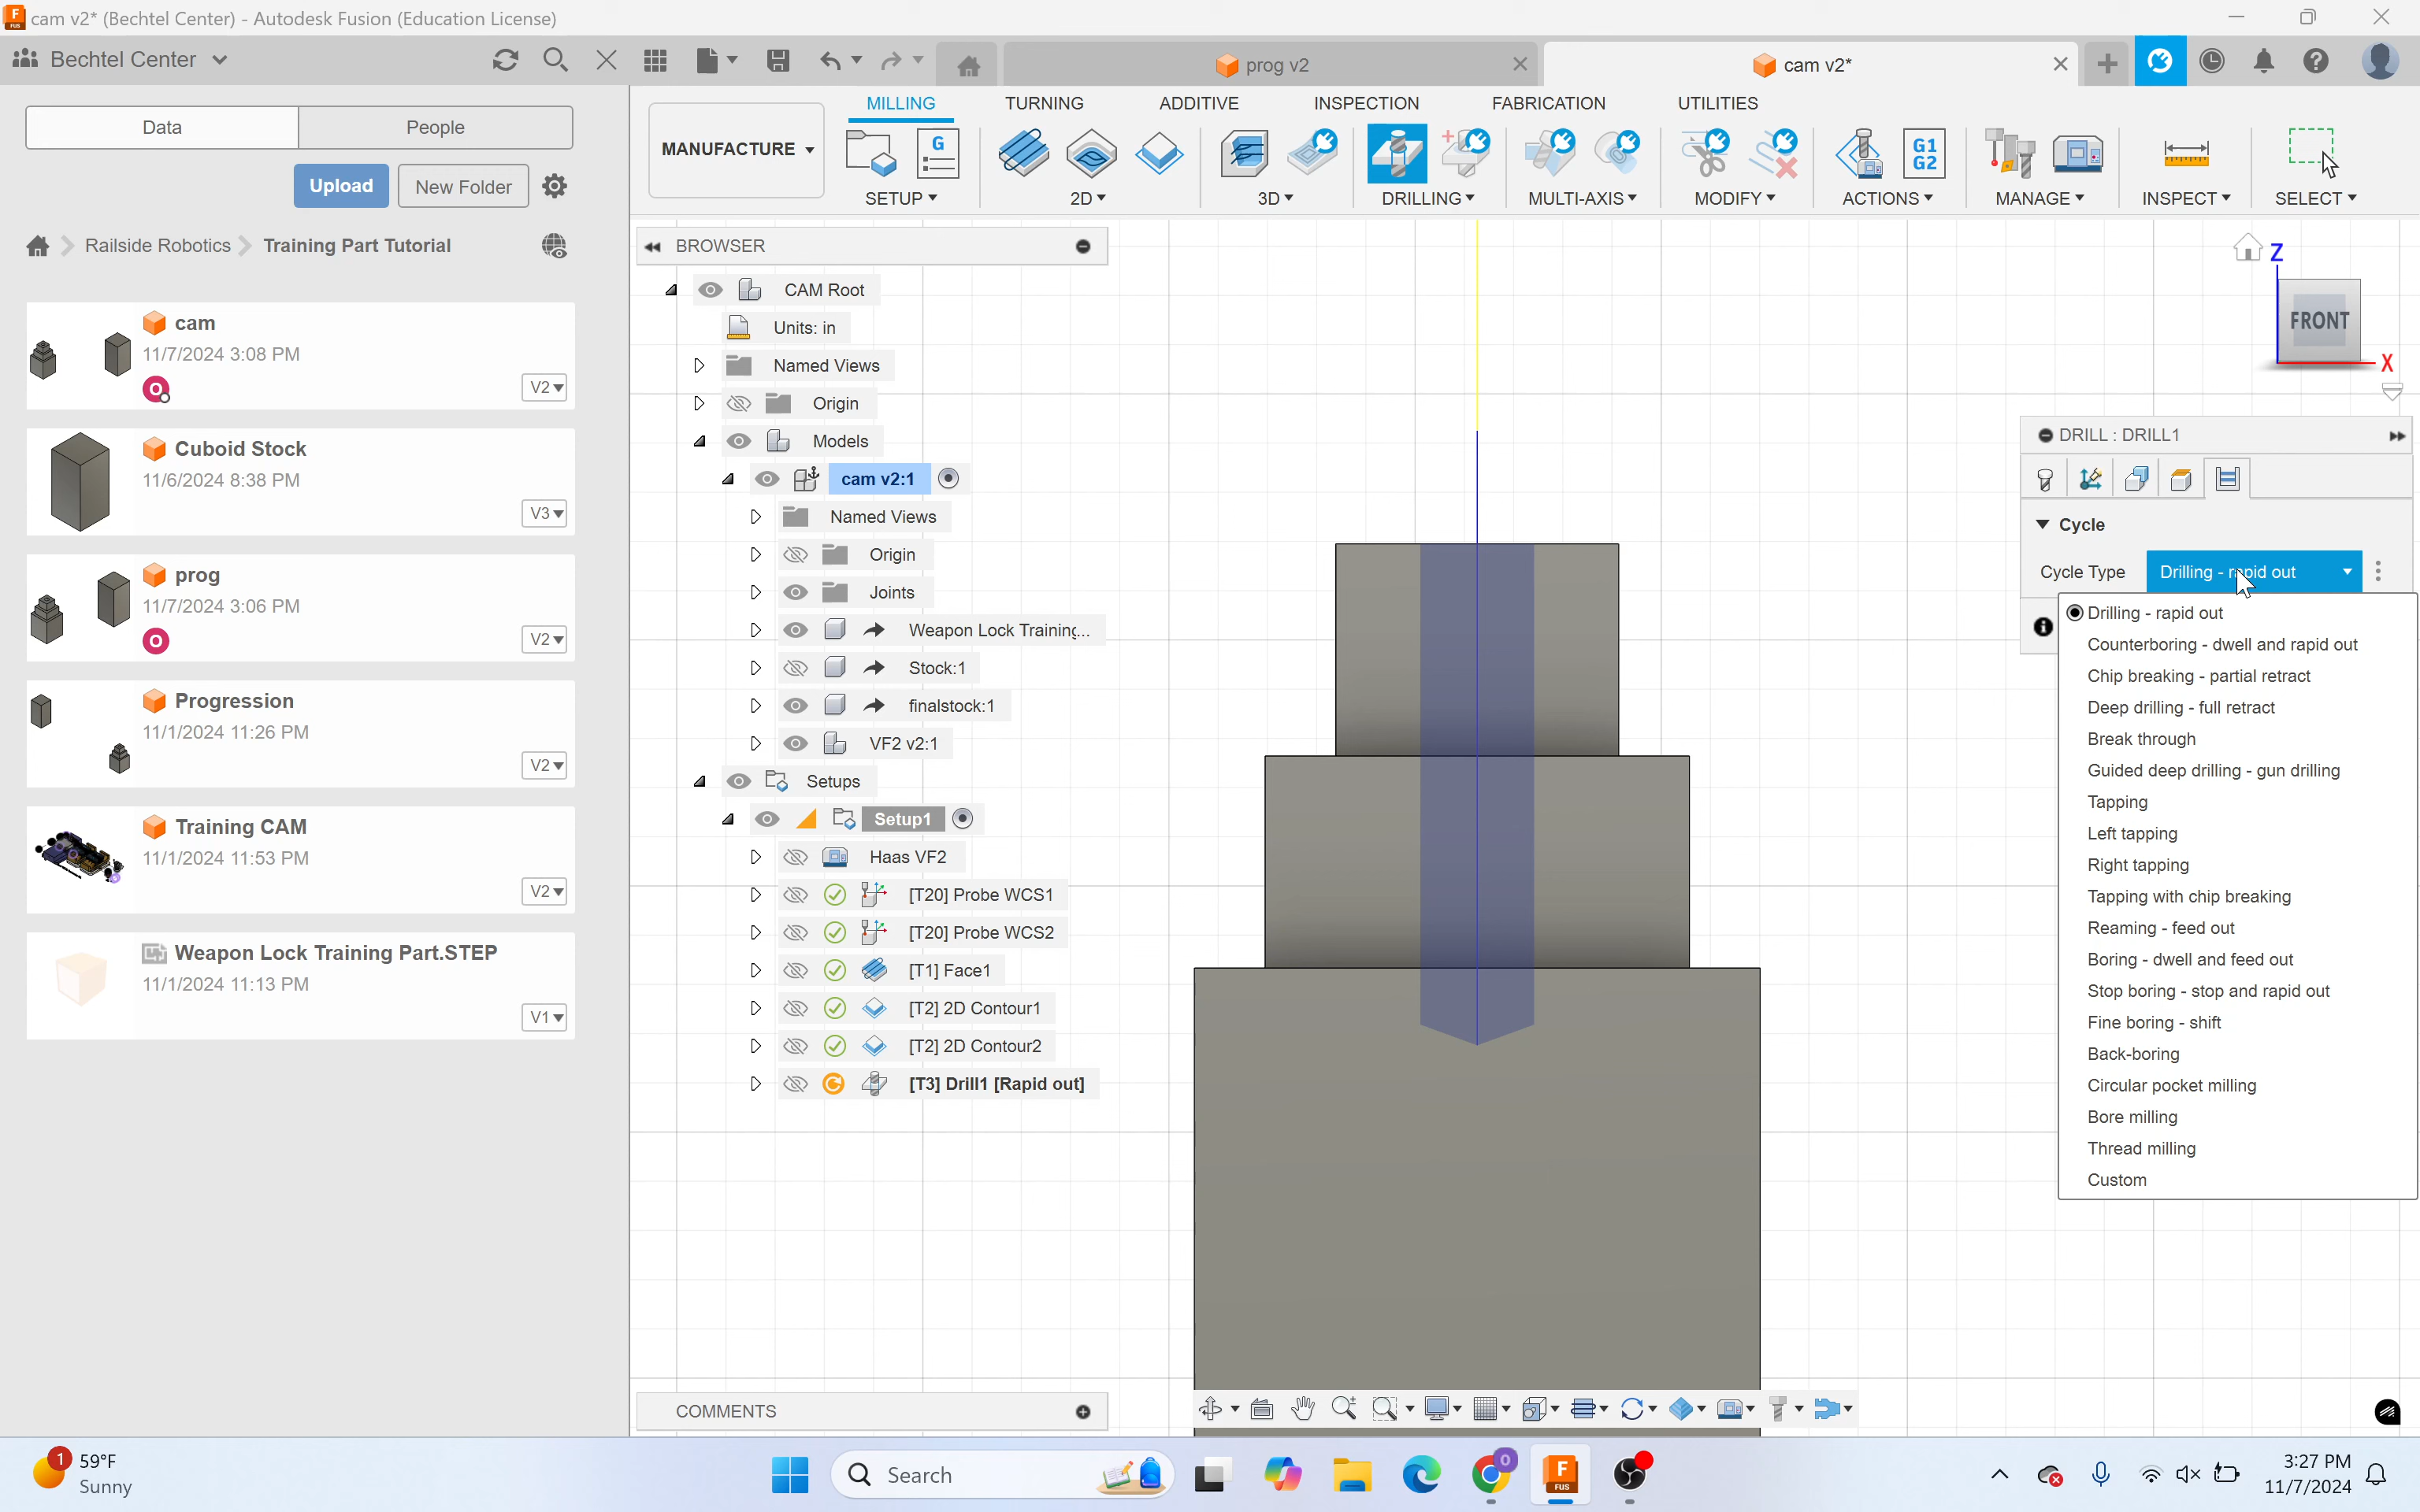 cam v2* (Bechtel Center) - Autodesk Fusion (Education License)
Bechtel Center
prog v2
cam v2*
Data
People
Upload
New Folder
Railside Robotics
Training Part Tutorial
cam
11/7/2024 3:08 PM
O
V2
Cuboid Stock
11/6/2024 8:38 PM
V3
prog
11/7/2024 3:06 PM
O
V2
Progression
11/1/2024 11:26 PM
V2
Training CAM
11/1/2024 11:53 PM
V2
Weapon Lock Training Part.STEP
11/1/2024 11:13 PM
V1
MANUFACTURE
MILLING
TURNING
ADDITIVE
INSPECTION
FABRICATION
UTILITIES
G
G1
G2
SETUP
2D
3D
DRILLING
MULTI-AXIS
MODIFY
ACTIONS
MANAGE
INSPECT
SELECT
BROWSER
CAM Root
Units: in
Named Views
Origin
Models
cam v2:1
Named Views
Origin
Joints
Weapon Lock Training...
Stock:1
finalstock:1
VF2 v2:1
Setups
Setup1
Haas VF2
[T20] Probe WCS1
[T20] Probe WCS2
[T1] Face1
[T2] 2D Contour1
[T2] 2D Contour2
[T3] Drill1 [Rapid out]
COMMENTS
Z
FRONT
X
DRILL : DRILL1
Cycle
Cycle Type
Drilling - rapid out
Drilling - rapid out
Counterboring - dwell and rapid out
Chip breaking - partial retract
Deep drilling - full retract
Break through
Guided deep drilling - gun drilling
Tapping
Left tapping
Right tapping
Tapping with chip breaking
Reaming - feed out
Boring - dwell and feed out
Stop boring - stop and rapid out
Fine boring - shift
Back-boring
Circular pocket milling
Bore milling
Thread milling
Custom
1
59°F
Sunny
Search
O
F
FUS
3:27 PM
11/7/2024